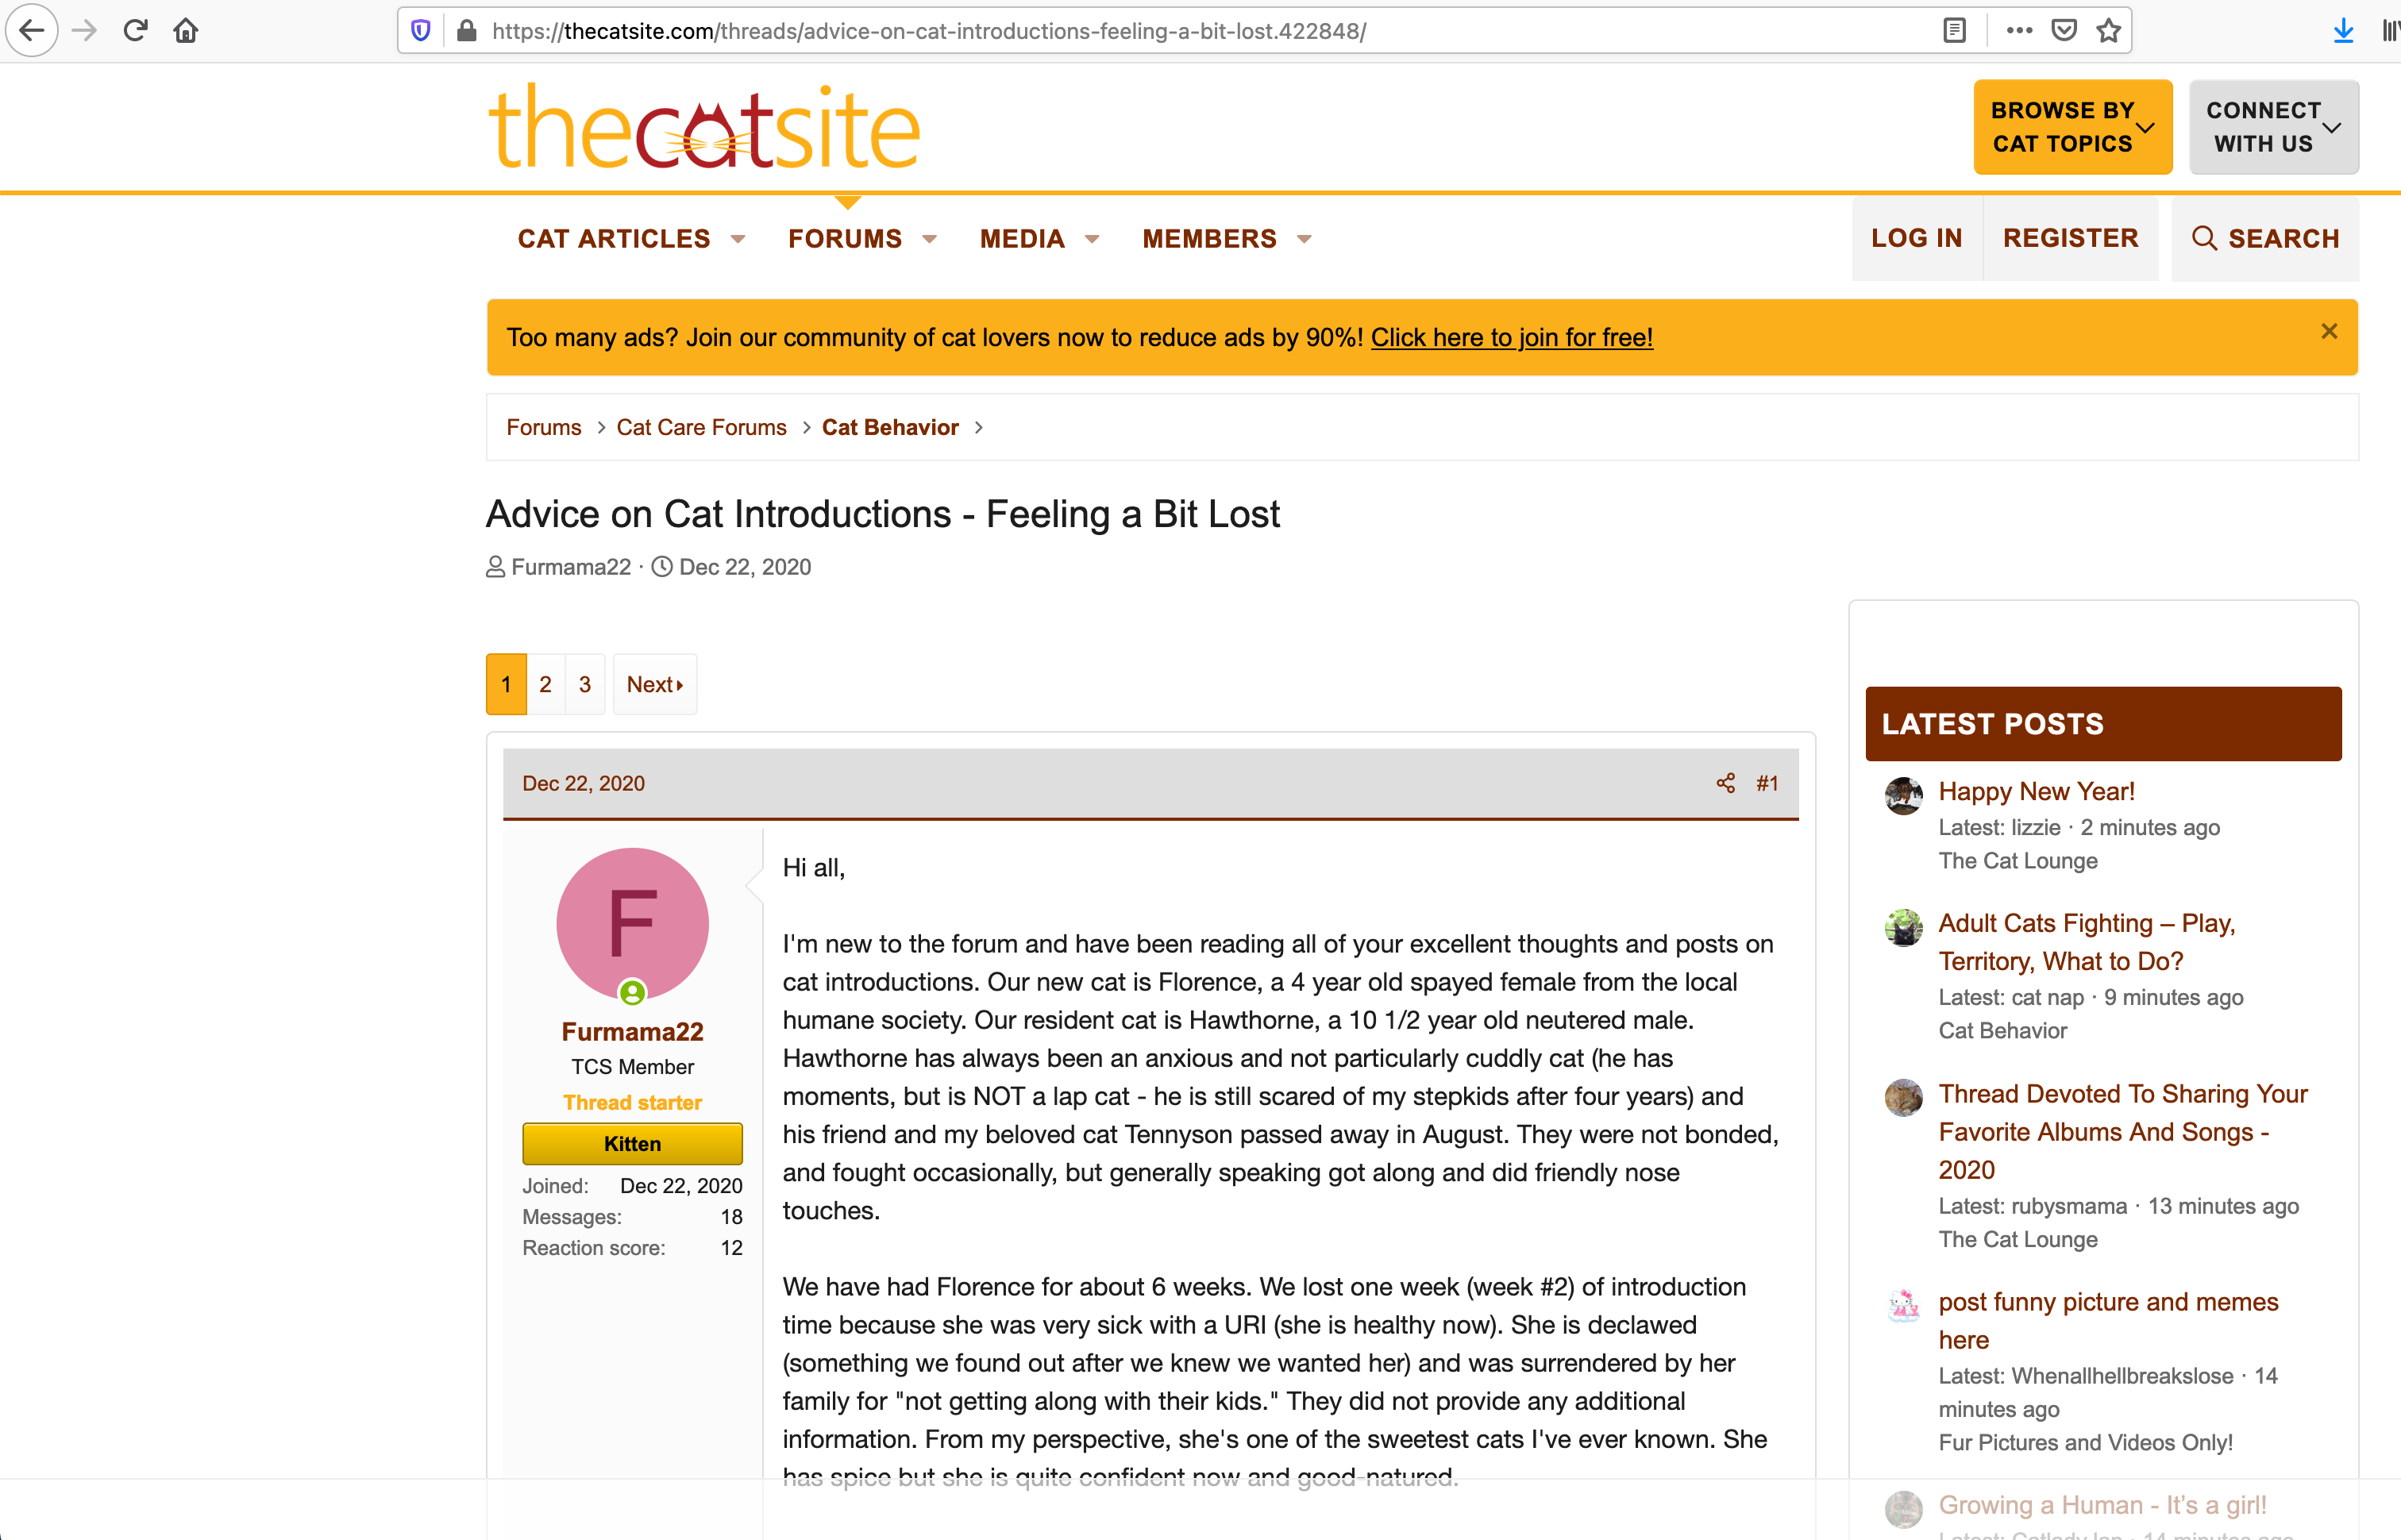 https://thecatsite.com/threads/advice-on-cat-introductions-feeling-a-bit-lost.422848/
thecatsite
BROWSE BY
CAT TOPICS
CONNECT
WITH US
CAT ARTICLES
FORUMS
MEDIA
MEMBERS
LOG IN
REGISTER
SEARCH
Too many ads? Join our community of cat lovers now to reduce ads by 90%! Click here to join for free!
Forums > Cat Care Forums > Cat Behavior >
Advice on Cat Introductions - Feeling a Bit Lost
Furmama22 · Dec 22, 2020
1 2 3 Next
Dec 22, 2020
#1
F
Furmama22
TCS Member
Thread starter
Kitten
Joined: Dec 22, 2020
Messages: 18
Reaction score: 12
Hi all,
I'm new to the forum and have been reading all of your excellent thoughts and posts on
cat introductions. Our new cat is Florence, a 4 year old spayed female from the local
humane society. Our resident cat is Hawthorne, a 10 1/2 year old neutered male.
Hawthorne has always been an anxious and not particularly cuddly cat (he has
moments, but is NOT a lap cat - he is still scared of my stepkids after four years) and
his friend and my beloved cat Tennyson passed away in August. They were not bonded,
and fought occasionally, but generally speaking got along and did friendly nose
touches.
We have had Florence for about 6 weeks. We lost one week (week #2) of introduction
time because she was very sick with a URI (she is healthy now). She is declawed
(something we found out after we knew we wanted her) and was surrendered by her
family for "not getting along with their kids." They did not provide any additional
information. From my perspective, she's one of the sweetest cats I've ever known. She
has spice but she is quite confident now and good-natured.
LATEST POSTS
Happy New Year!
Latest: lizzie · 2 minutes ago
The Cat Lounge
Adult Cats Fighting – Play,
Territory, What to Do?
Latest: cat nap · 9 minutes ago
Cat Behavior
Thread Devoted To Sharing Your
Favorite Albums And Songs -
2020
Latest: rubysmama · 13 minutes ago
The Cat Lounge
post funny picture and memes
here
Latest: Whenallhellbreakslose · 14
minutes ago
Fur Pictures and Videos Only!
Growing a Human - It's a girl!